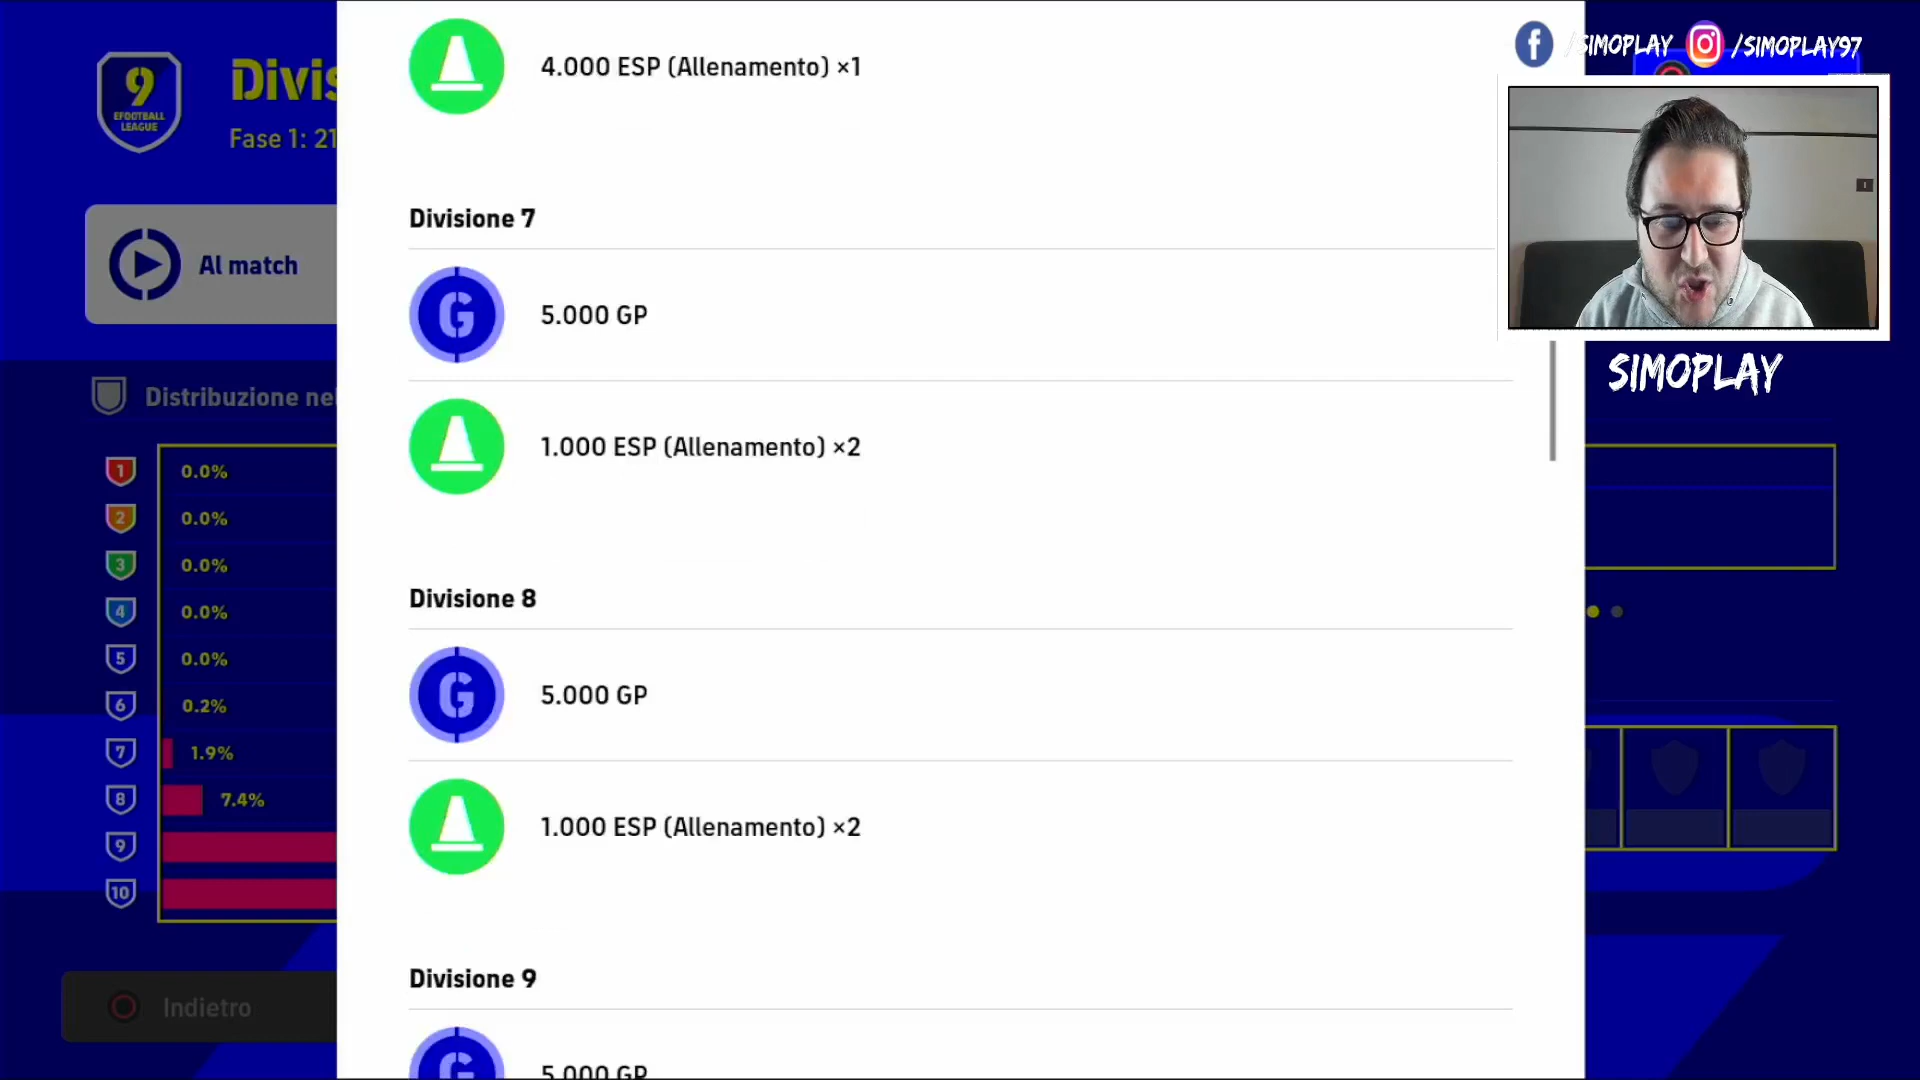 4.000 ESP (Allenamento) ×1
/SIMOPLAY
/SIMOPLAY97
9
EFOOTBALL
LEAGUE
Fase 1: 21
Divisione 7
Al match
5.000 GP
SIMOPLAY
Distribuzione ne
1.000 ESP (Allenamento) ×2
1 0.0%
2 0.0%
3 0.0%
4 0.0%
5 0.0%
6 0.2%
7 1.9%
8 7.4%
9
10
Divisione 8
5.000 GP
1.000 ESP (Allenamento) ×2
Divisione 9
Indietro
5.000 GP